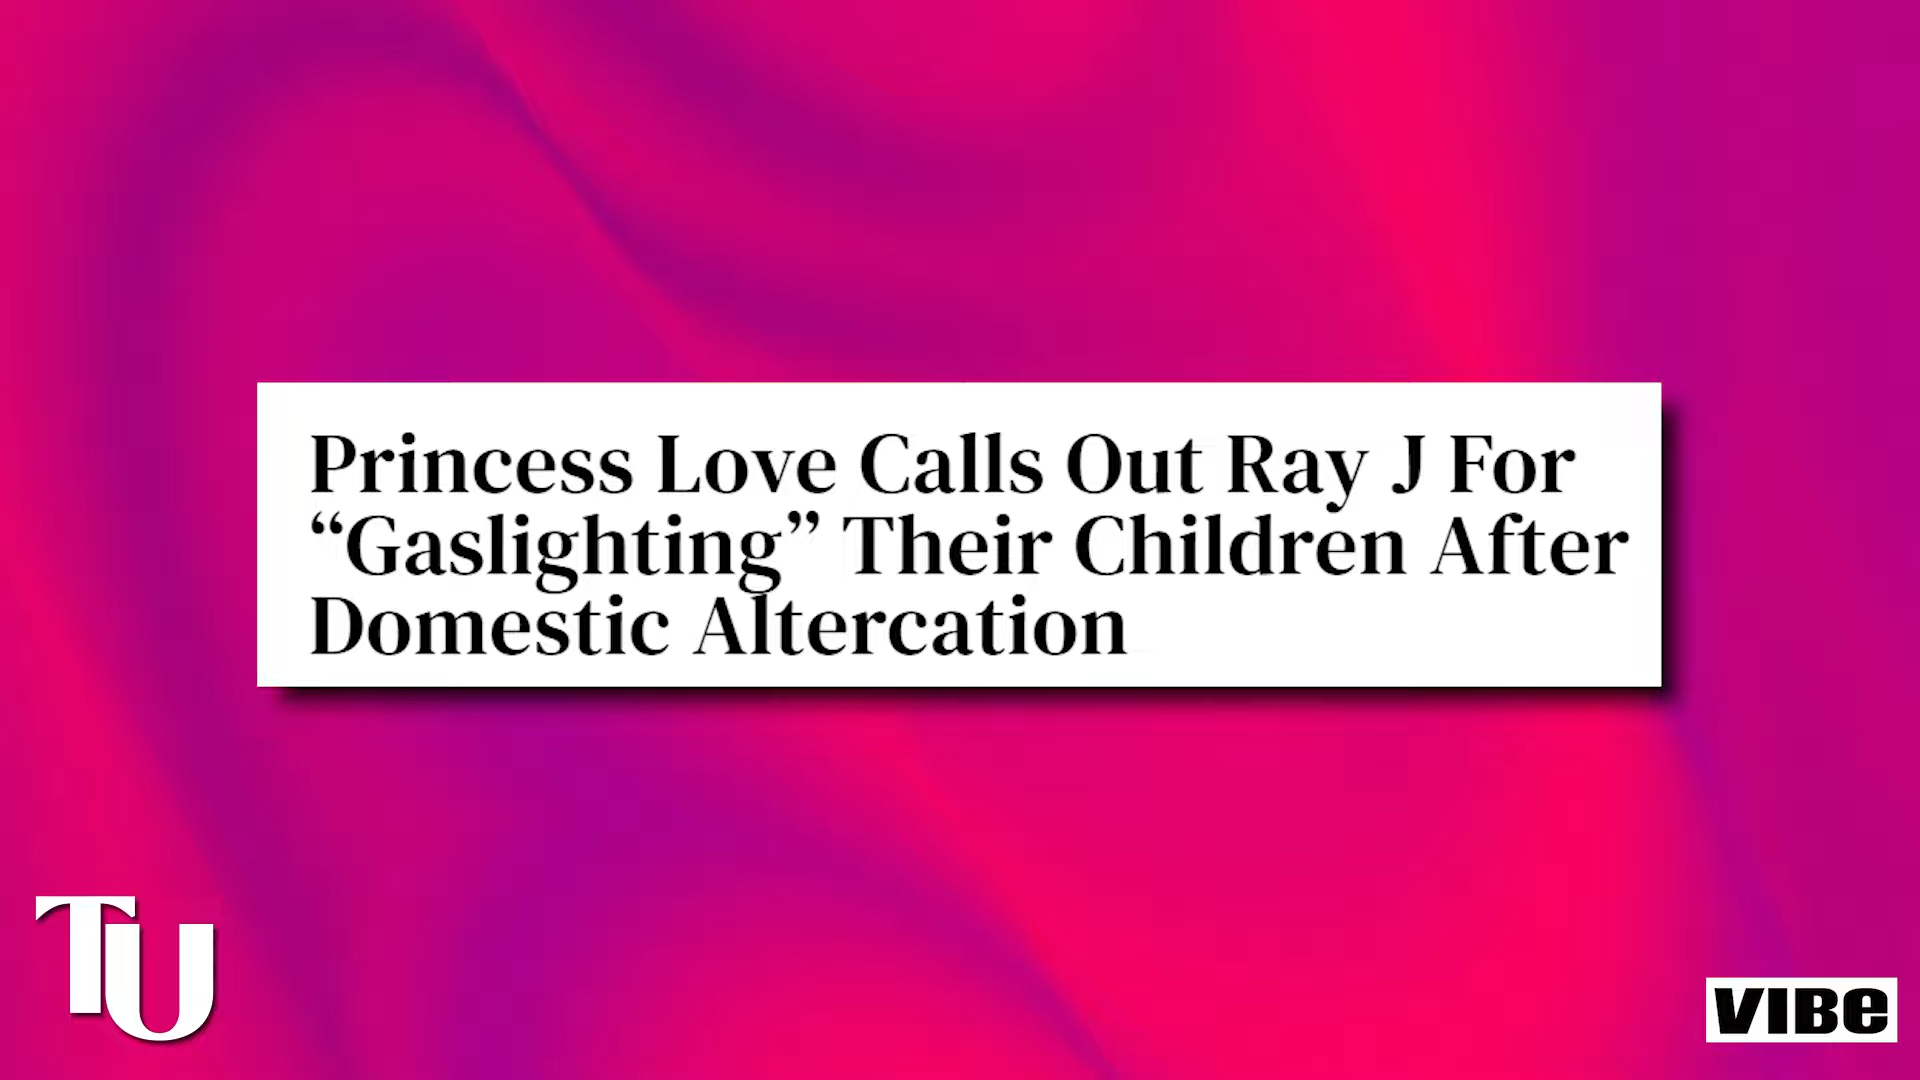 Princess Love Calls Out Ray J For
“Gaslighting” Their Children After
Domestic Altercation
TU
VIBE